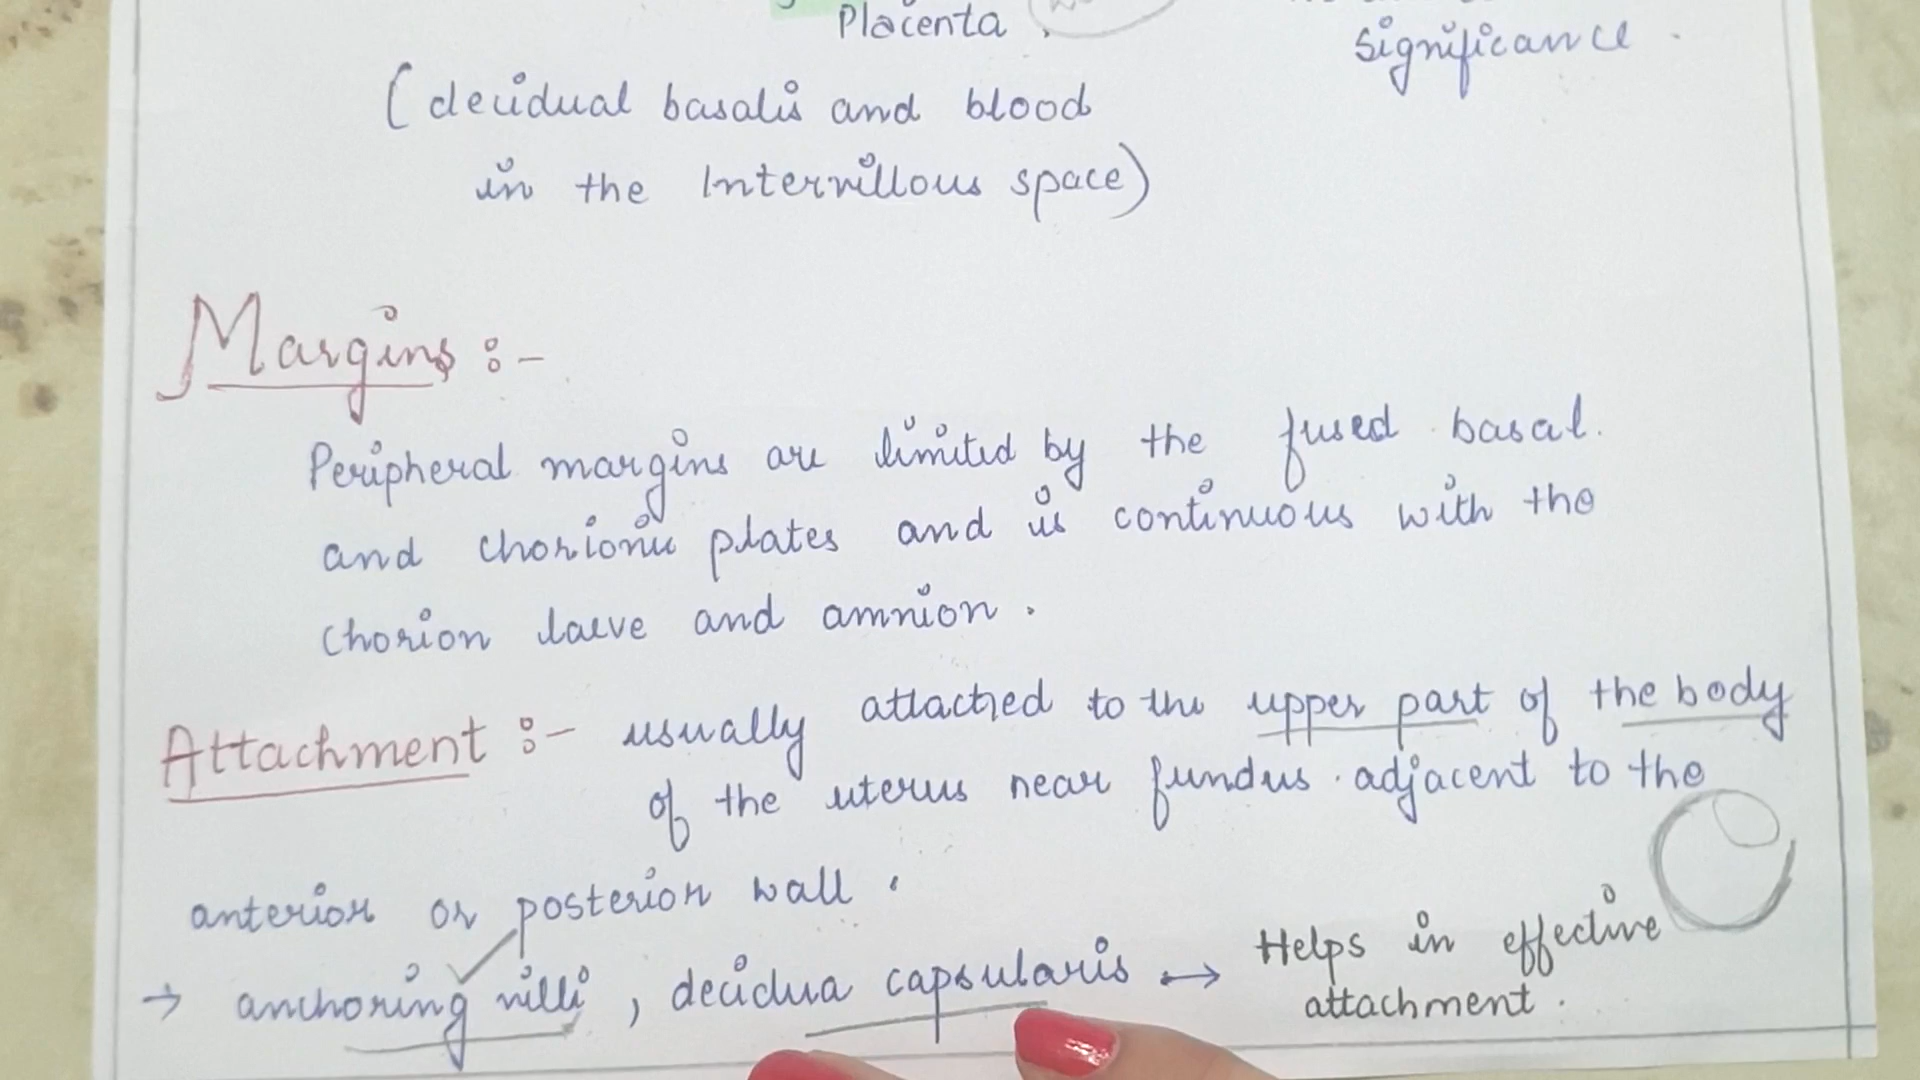 Placenta .
significance .
(decidual basalis and blood
in the Intervillous space)
Margins :-
Peripheral margins are limited by the fused basal.
and chorionic plates and is continuous with the
chorion laeve and amnion .
Attachment :- usually attached to the upper part of the body
of the uterus near fundus . adjacent to the
anterior or posterior wall .
→ anchoring villi , decidua capsularis → Helps in effective
attachment .